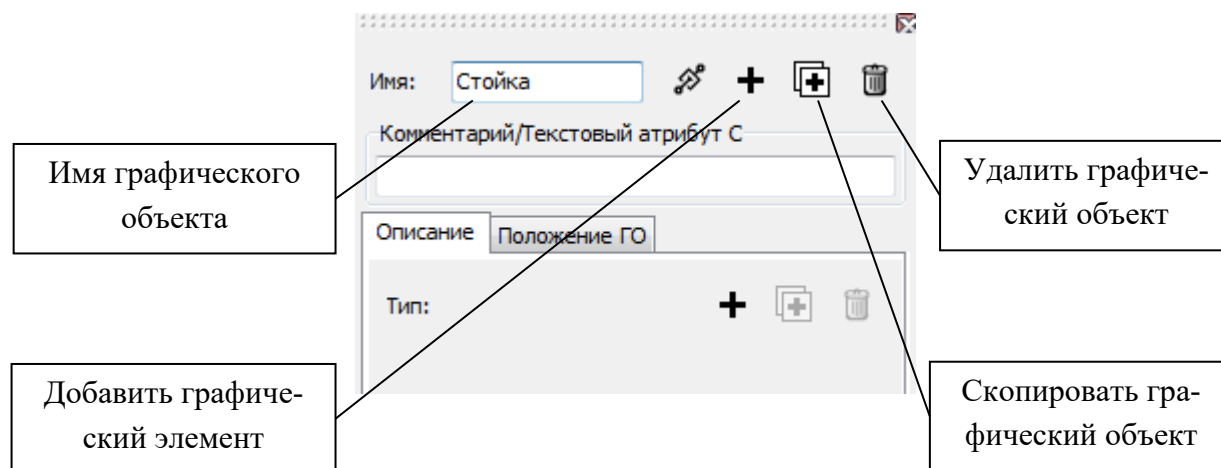 Имя:
Стойка
Комментарий/Текстовый атрибут С
Имя графического
объекта
Удалить графиче-
ский объект
Описание
Положение ГО
Тип:
Добавить графиче-
ский элемент
Скопировать гра-
фический объект